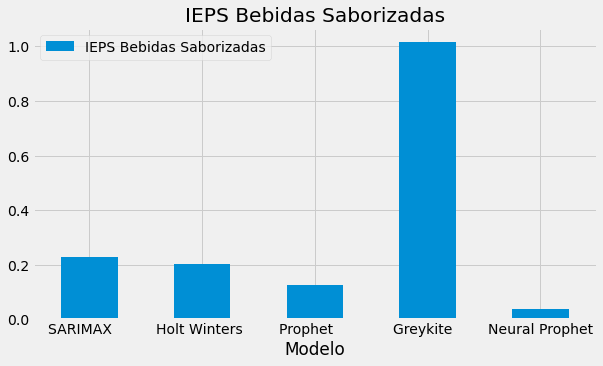 IEPS Bebidas Saborizadas
IEPS Bebidas Saborizadas
1.0
0.8
0.6
0.4
0.2
0.0
SARIMAX Holt Winters Prophet Greykite Neural Prophet
Modelo